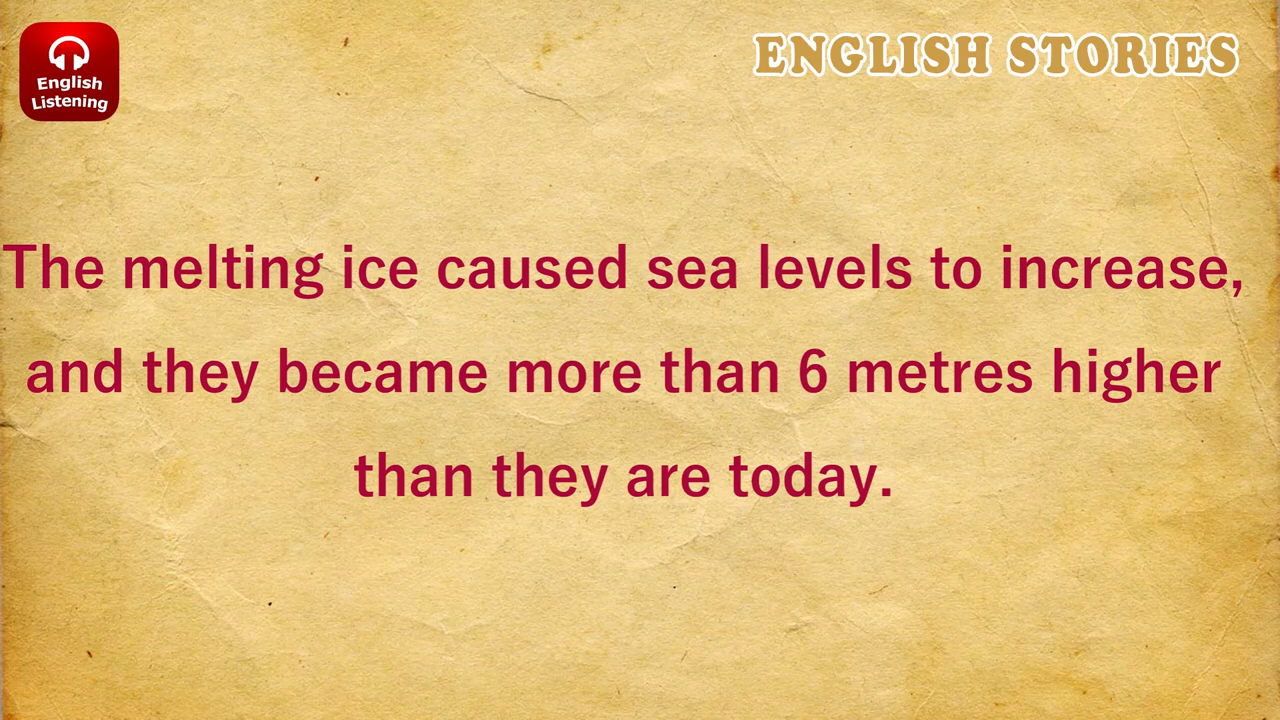 English
Listening
ENGLISH STORIES
The melting ice caused sea levels to increase,
and they became more than 6 metres higher
than they are today.